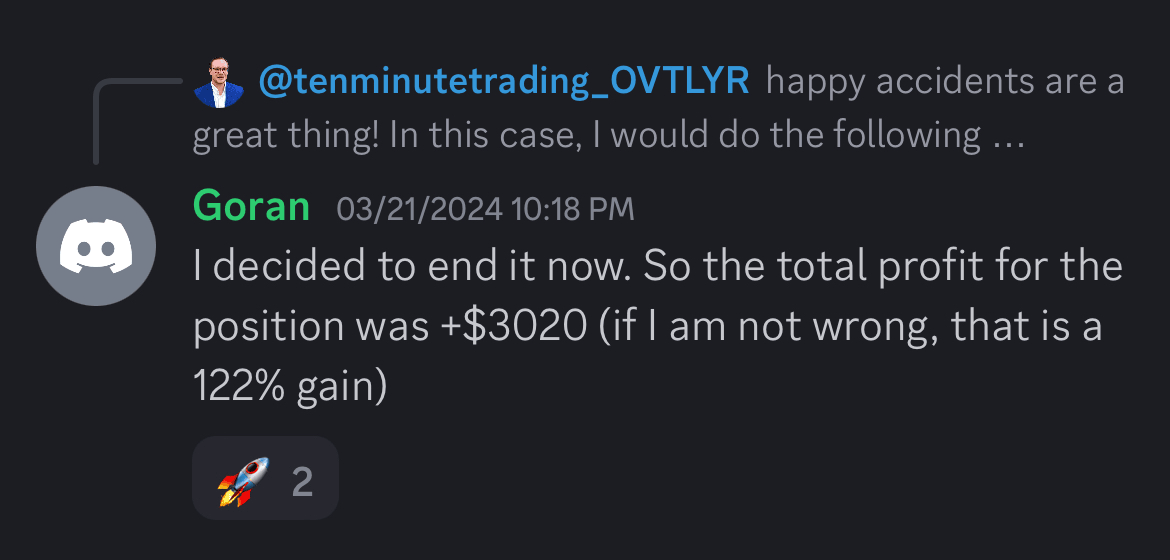 @tenminutetrading_OVTLYR happy accidents are a
great thing! In this case, I would do the following ...
Goran 03/21/2024 10:18 PM
I decided to end it now. So the total profit for the
position was +$3020 (if I am not wrong, that is a
122% gain)
2